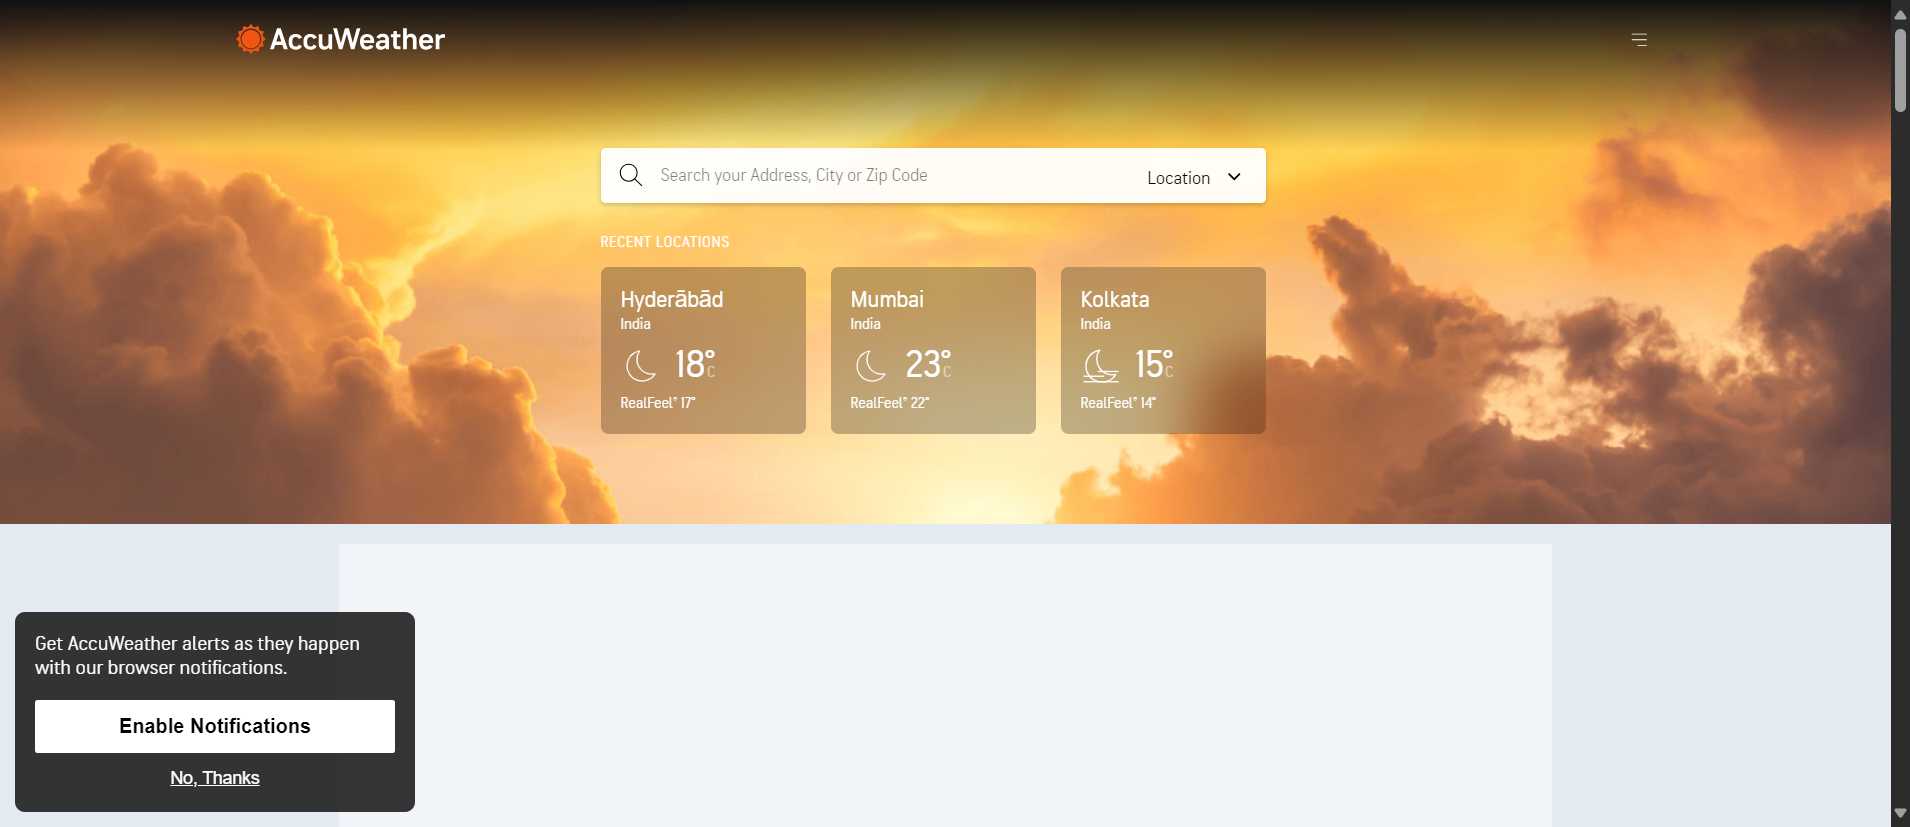 AccuWeather
Search your Address, City or Zip Code
Location
RECENT LOCATIONS
Hyderābād
India
18°C
RealFeel® 17°
Mumbai
India
23°C
RealFeel® 22°
Kolkata
India
15°C
RealFeel® 14°
Get AccuWeather alerts as they happen
with our browser notifications.
Enable Notifications
No, Thanks